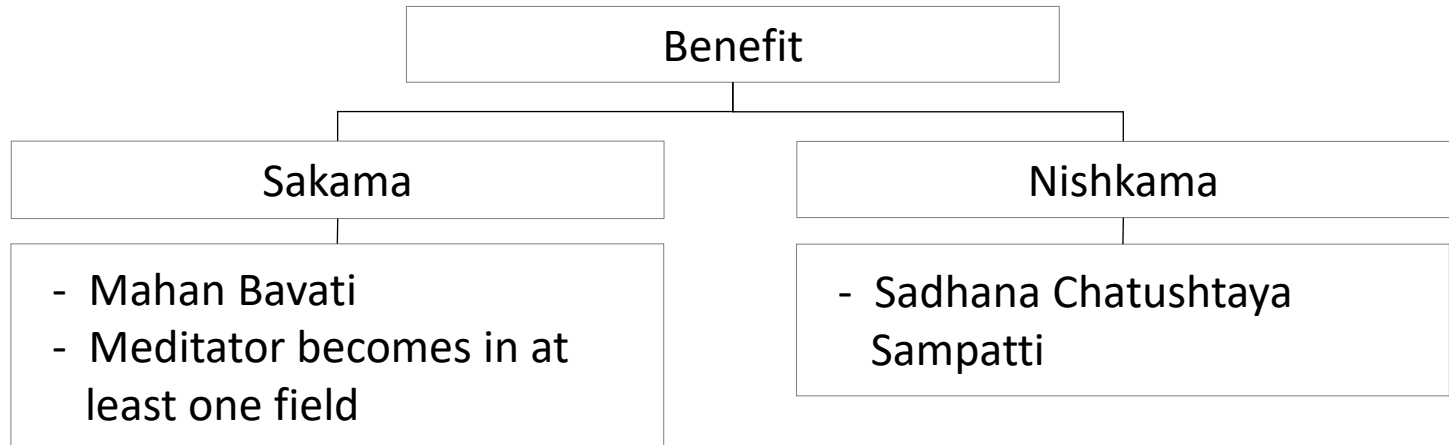 Benefit
Sakama
Nishkama
- Mahan Bavati
- Meditator becomes in at
least one field
- Sadhana Chatushtaya
Sampatti